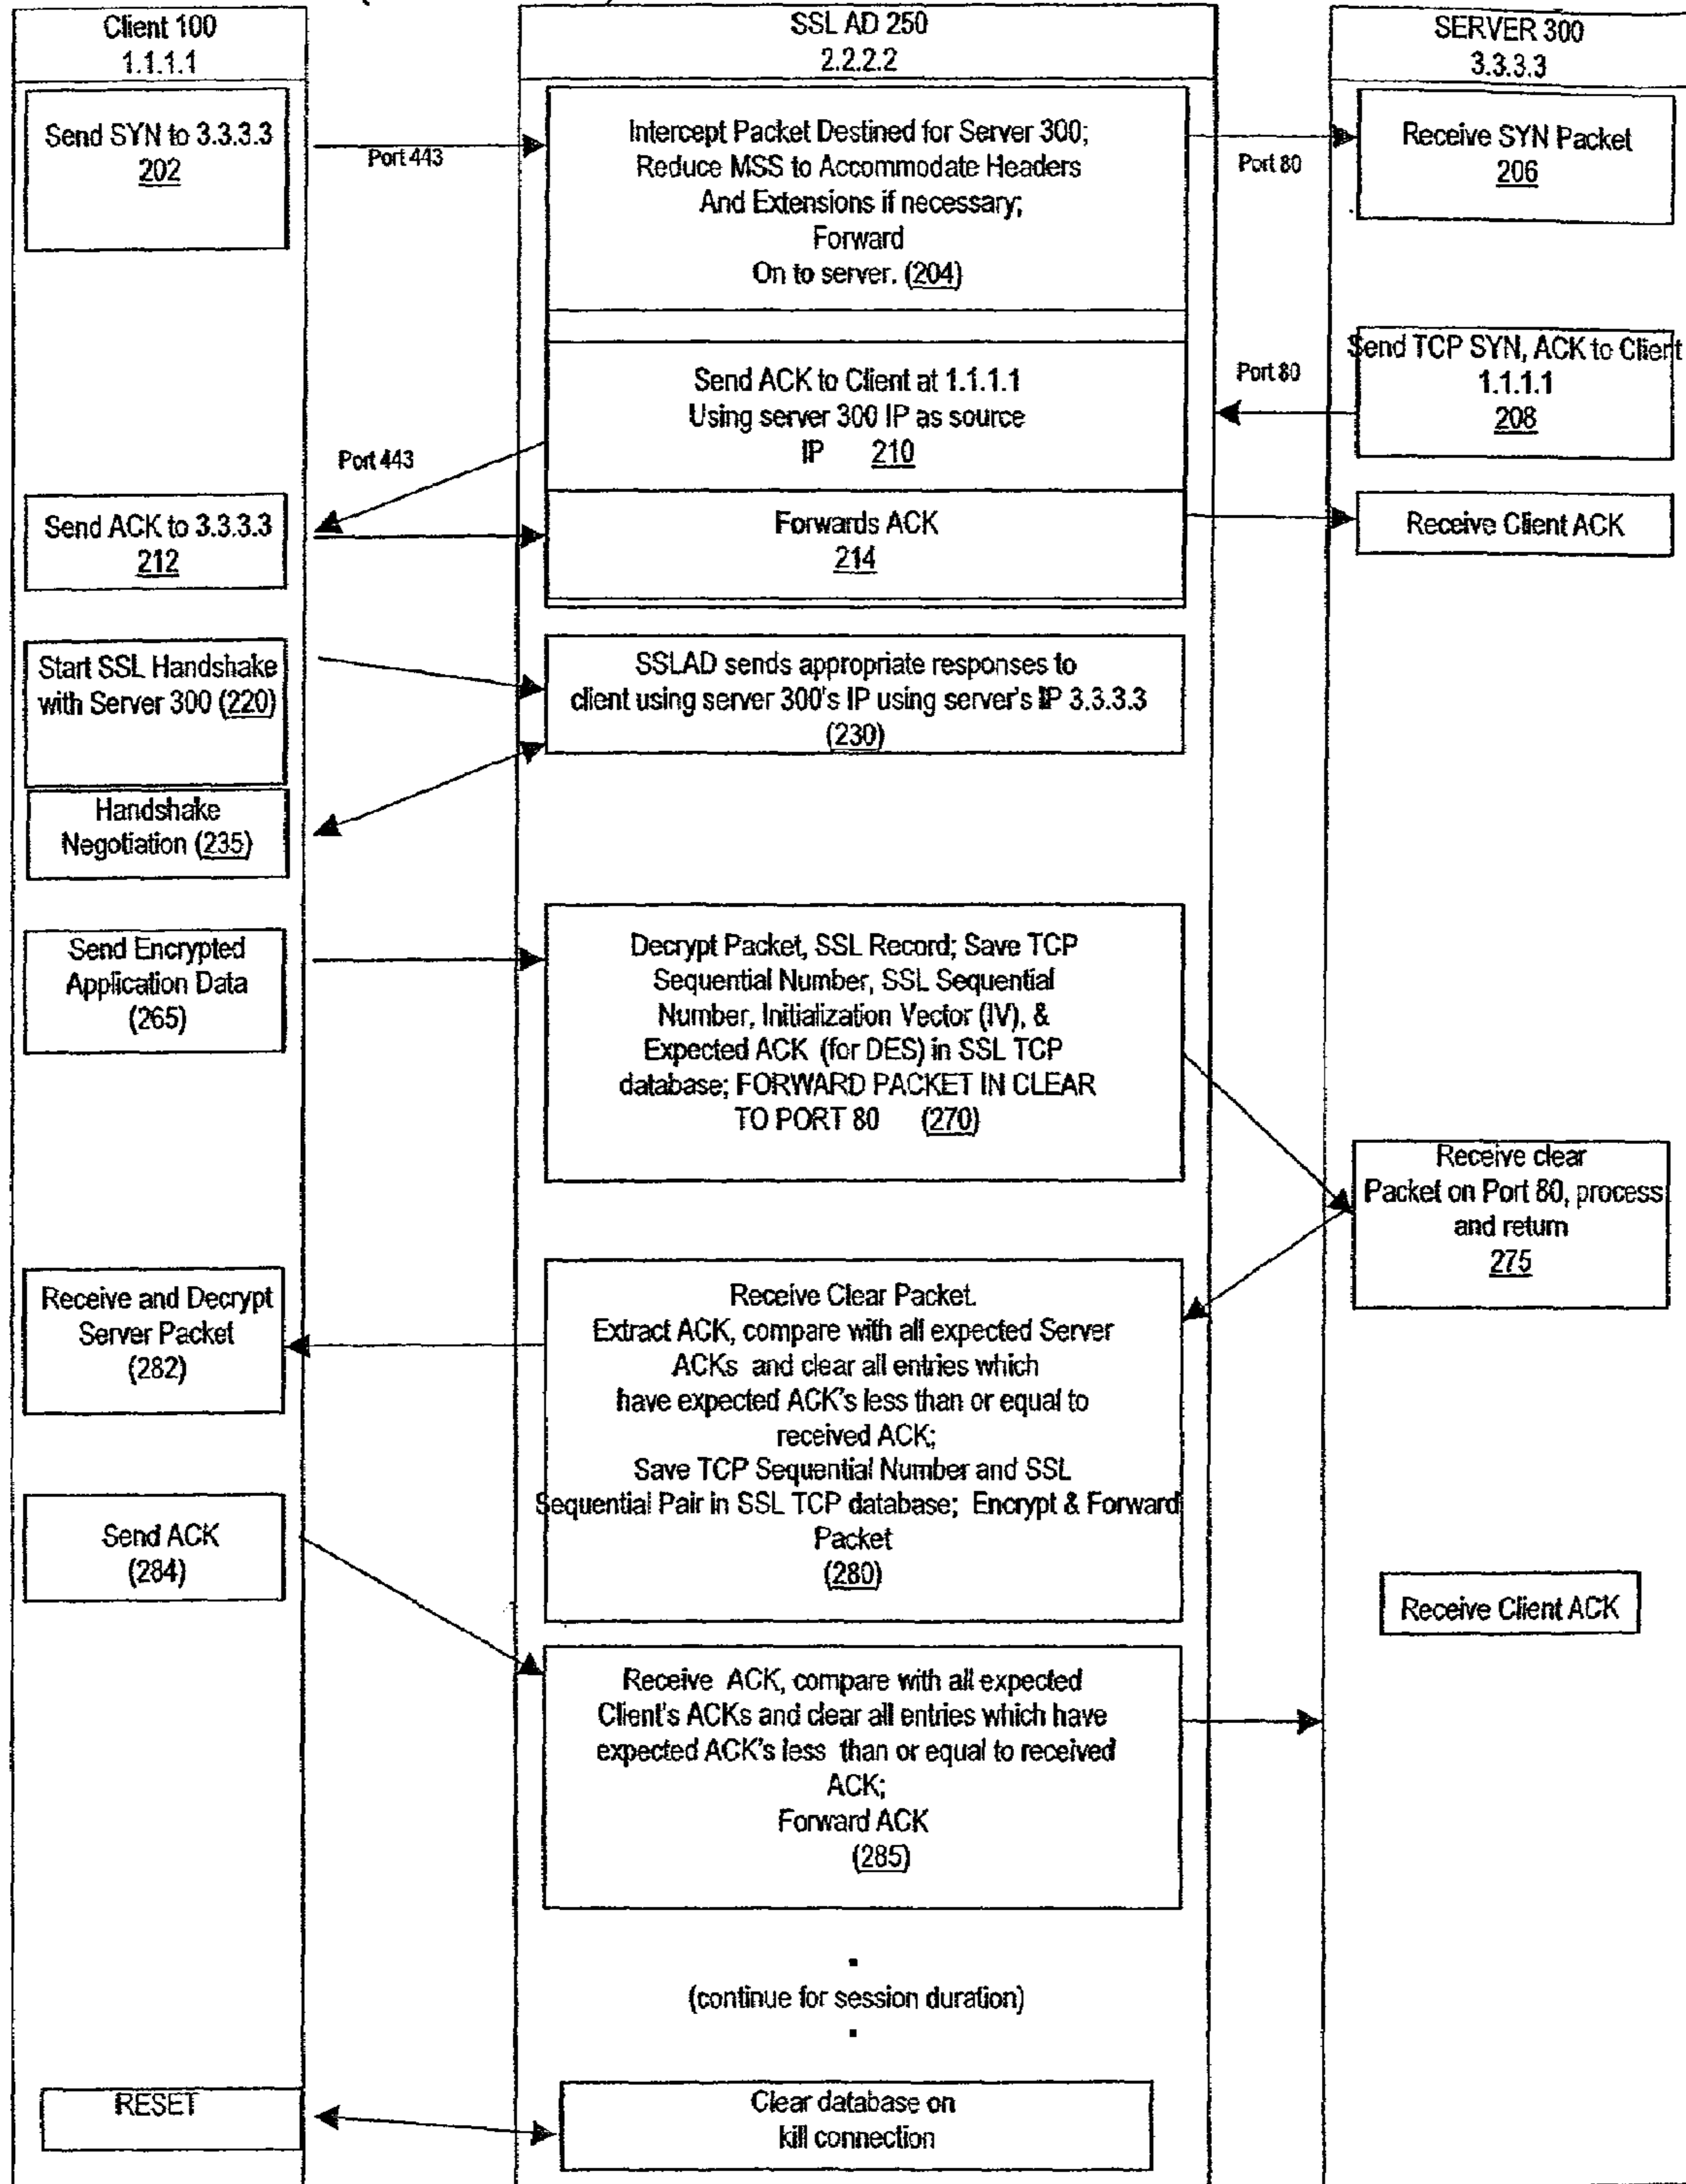 Client 100
1.1.1.1
SSL AD 250
2.2.2.2
SERVER 300
3.3.3.3
Send SYN to 3.3.3.3
202
Port 443
Intercept Packet Destined for Server 300;
Reduce MSS to Accommodate Headers
And Extensions if necessary;
Forward
On to server. (204)
Port 80
Receive SYN Packet
206
Send TCP SYN, ACK to Client
1.1.1.1
208
Port 80
Send ACK to Client at 1.1.1.1
Using server 300 IP as source
IP 210
Port 443
Send ACK to 3.3.3.3
212
Forwards ACK
214
Receive Client ACK
Start SSL Handshake
with Server 300 (220)
SSLAD sends appropriate responses to
client using server 300's IP using server's IP 3.3.3.3
(230)
Handshake
Negotiation (235)
Send Encrypted
Application Data
(265)
Decrypt Packet, SSL Record; Save TCP
Sequential Number, SSL Sequential
Number, Initialization Vector (IV), &
Expected ACK (for DES) in SSL TCP
database; FORWARD PACKET IN CLEAR
TO PORT 80 (270)
Receive clear
Packet on Port 80, process
and return
275
Receive and Decrypt
Server Packet
(282)
Receive Clear Packet.
Extract ACK, compare with all expected Server
ACKs and clear all entries which
have expected ACK's less than or equal to
received ACK;
Save TCP Sequential Number and SSL
Sequential Pair in SSL TCP database; Encrypt & Forward
Packet
(280)
Send ACK
(284)
Receive Client ACK
Receive ACK, compare with all expected
Client's ACKs and clear all entries which have
expected ACK's less than or equal to received
ACK;
Forward ACK
(285)
(continue for session duration)
RESET
Clear database on
kill connection